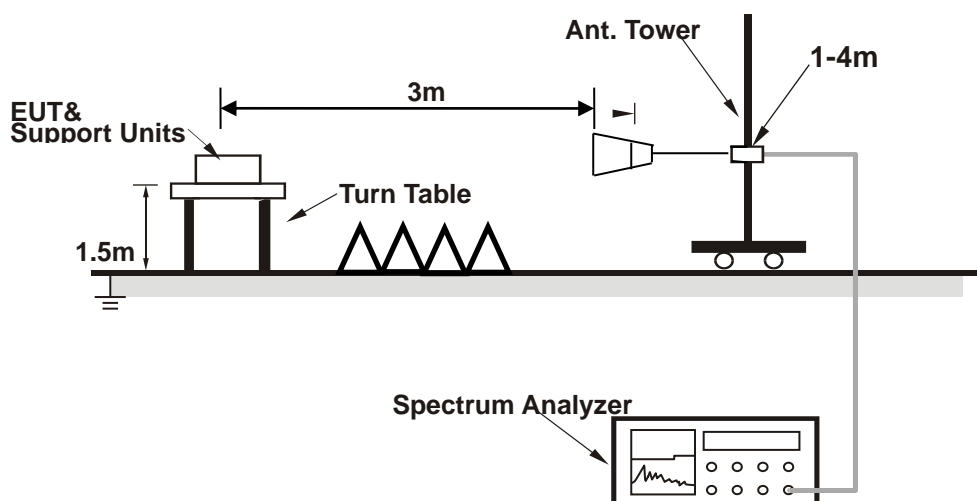 Ant. Tower
1-4m
3m
EUT&
Support Units
Turn Table
1.5m
Spectrum Analyzer